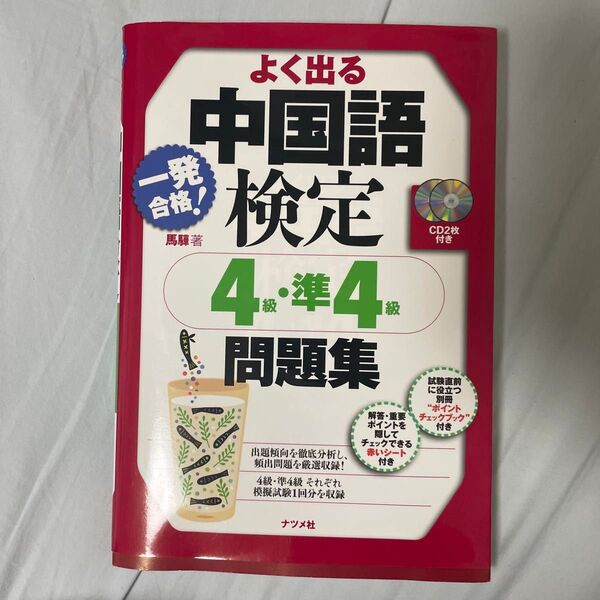 よく出る
中国語
検定
一発
合格!
馬驊著
CD2枚
付き
4級・準4級
問題集
試験直前
に役立つ
別冊
"ポイント
チェックブック"
付き
解答・重要
ポイントを
隠して
チェックできる
赤いシート
付き
出題傾向を徹底分析し、
頻出問題を厳選収録!
4級・準4級 それぞれ
模擬試験1回分を収録
ナツメ社